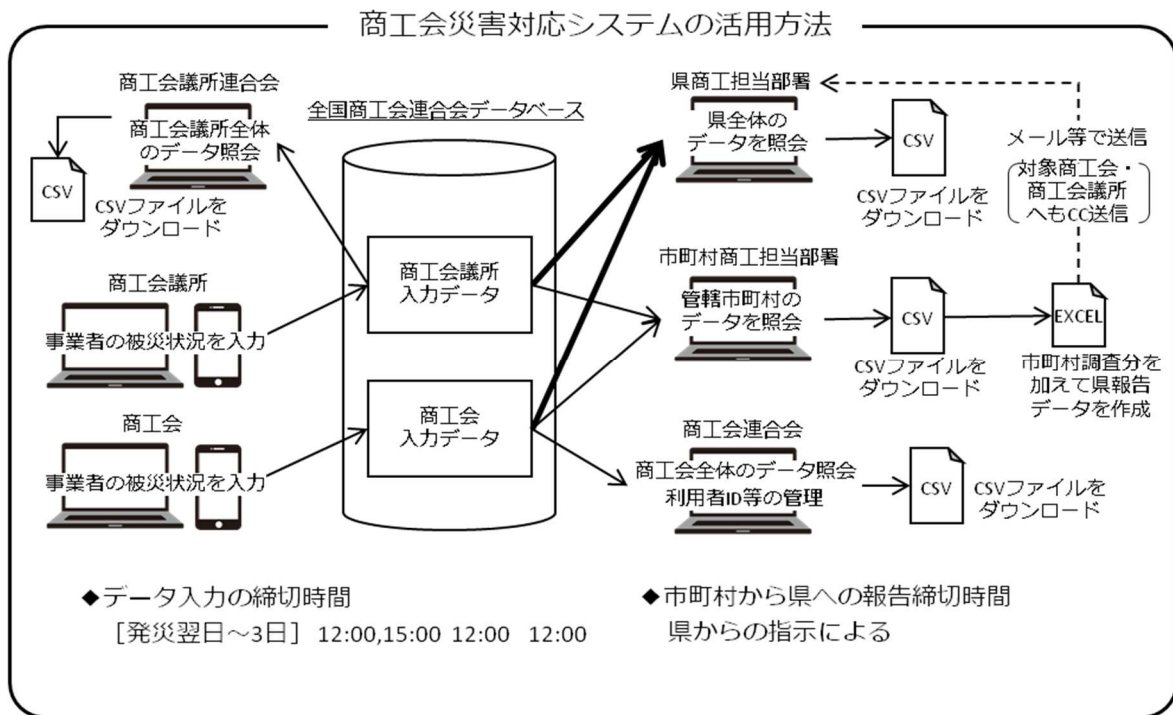 商工会災害対応システムの活用方法
商工会議所連合会
商工会議所全体
のデータ照会
CSV
CSVファイルを
ダウンロード
商工会議所
事業者の被災状況を入力
商工会
事業者の被災状況を入力
全国商工会連合会データベース
商工会議所
入力データ
商工会
入力データ
県商工担当部署
県全体の
データを照会
CSV
CSVファイルを
ダウンロード
メール等で送信
対象商工会・
商工会議所
へもCC送信
市町村商工担当部署
管轄市町村の
データを照会
CSV
CSVファイルを
ダウンロード
EXCEL
市町村調査分を
加えて県報告
データを作成
商工会連合会
商工会全体のデータ照会
利用者ID等の管理
CSV
CSVファイルを
ダウンロード
◆データ入力の締切時間
[発災翌日～3日] 12:00,15:00 12:00 12:00
◆市町村から県への報告締切時間
県からの指示による